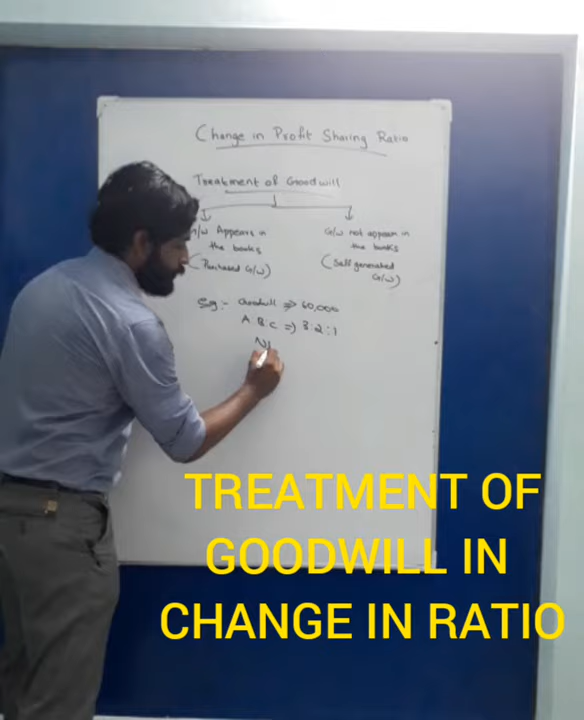 Change in Profit Sharing Ratio
Treatment of Goodwill
G/w Appears in
the books
(Purchased G/w)
G/w not appear in
the books
(Self generated
G/w)
Eg:- Goodwill => 60,000
A:B:C => 3:2:1
N
TREATMENT OF
GOODWILL IN
CHANGE IN RATIO